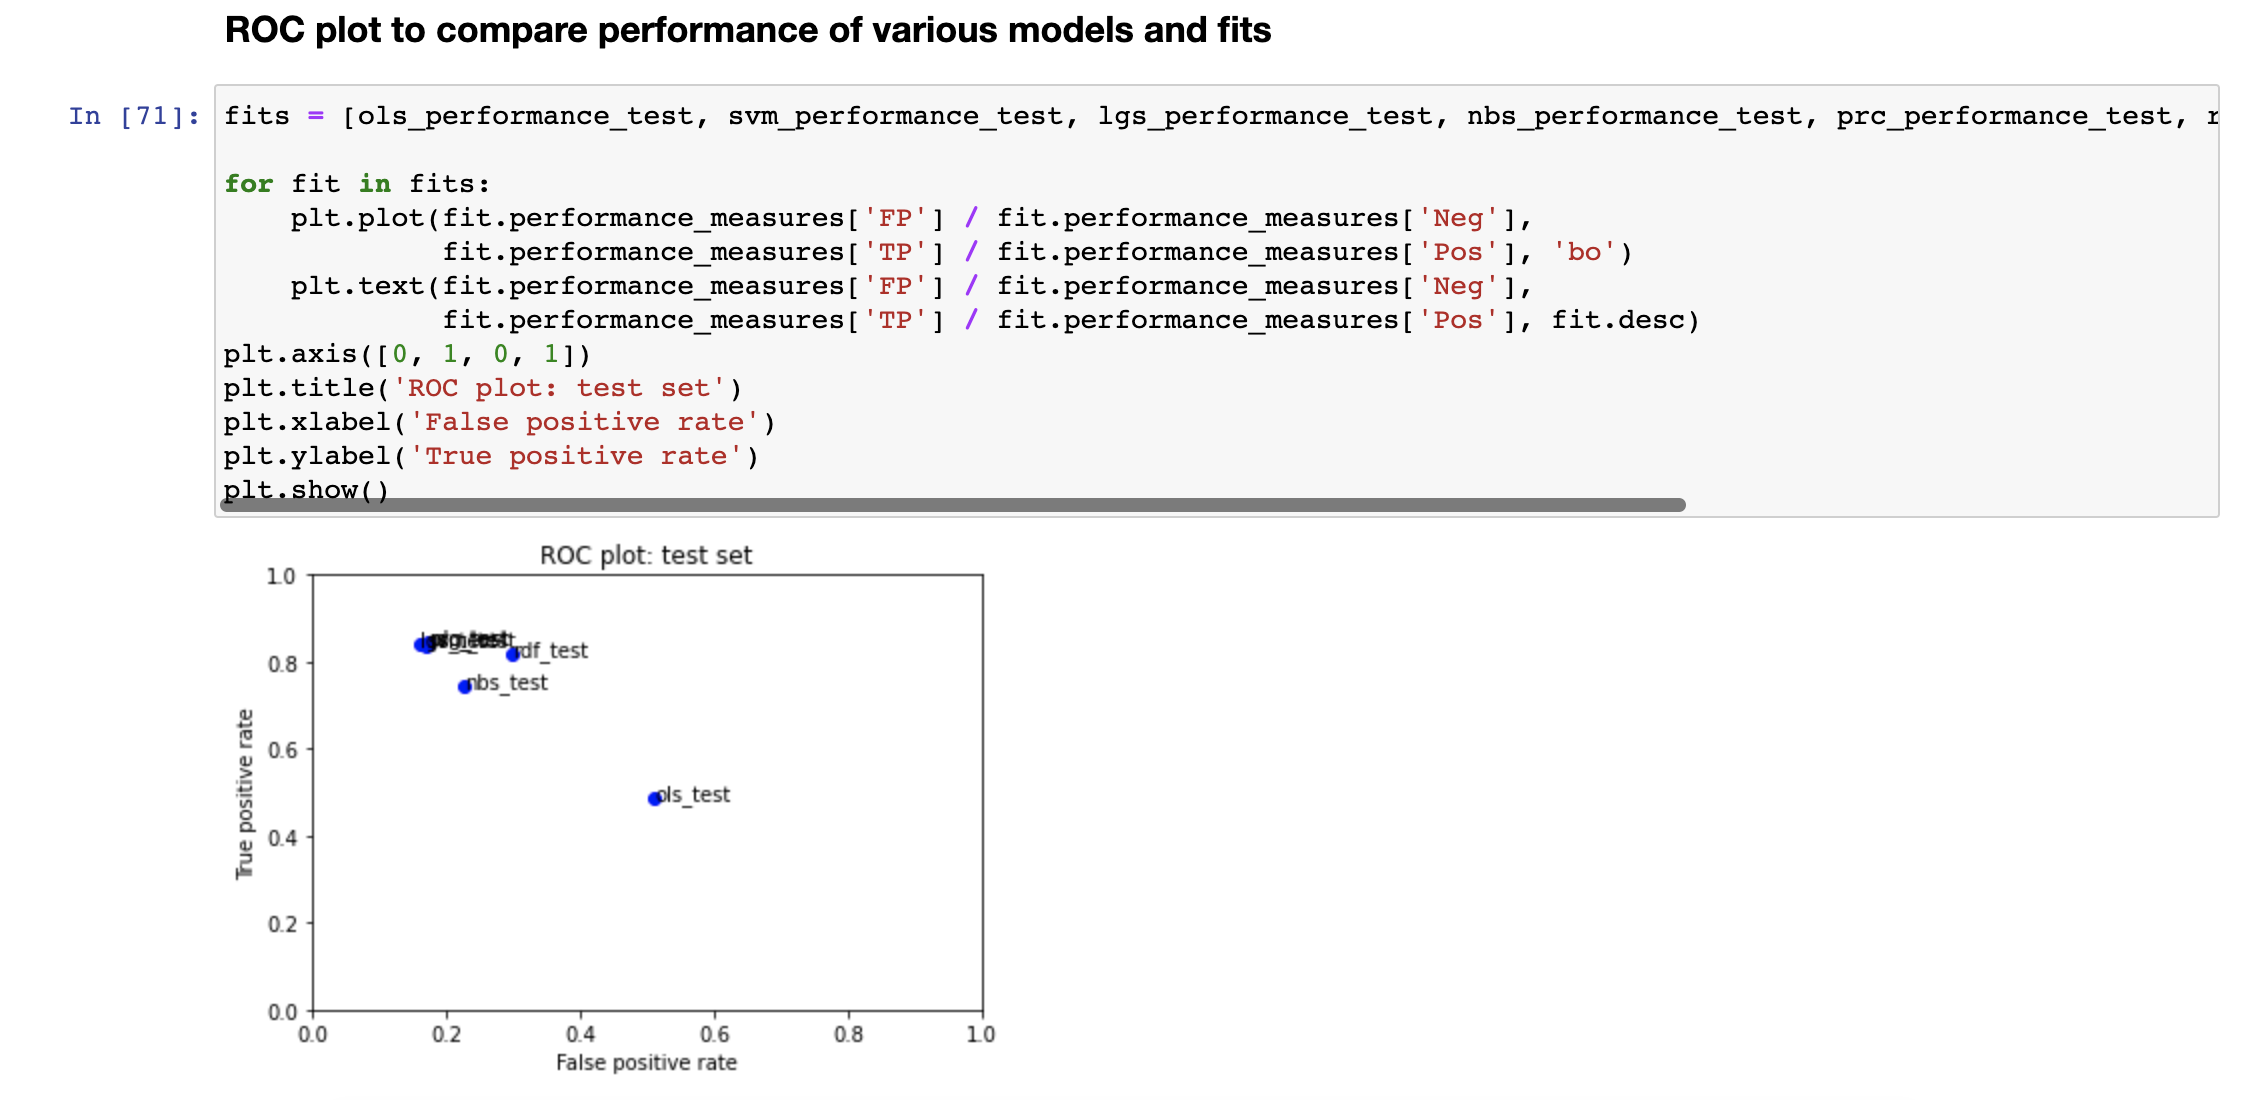 ROC plot to compare performance of various models and fits
In [71]:
fits = [ols_performance_test, svm_performance_test, lgs_performance_test, nbs_performance_test, prc_performance_test, r
for fit in fits:
    plt.plot(fit.performance_measures['FP'] / fit.performance_measures['Neg'],
             fit.performance_measures['TP'] / fit.performance_measures['Pos'], 'bo')
    plt.text(fit.performance_measures['FP'] / fit.performance_measures['Neg'],
             fit.performance_measures['TP'] / fit.performance_measures['Pos'], fit.desc)
plt.axis([0, 1, 0, 1])
plt.title('ROC plot: test set')
plt.xlabel('False positive rate')
plt.ylabel('True positive rate')
plt.show()
ROC plot: test set
1.0
0.8
0.6
0.4
0.2
0.0
True positive rate
rdf_test
nbs_test
ols_test
0.0 0.2 0.4 0.6 0.8 1.0
False positive rate